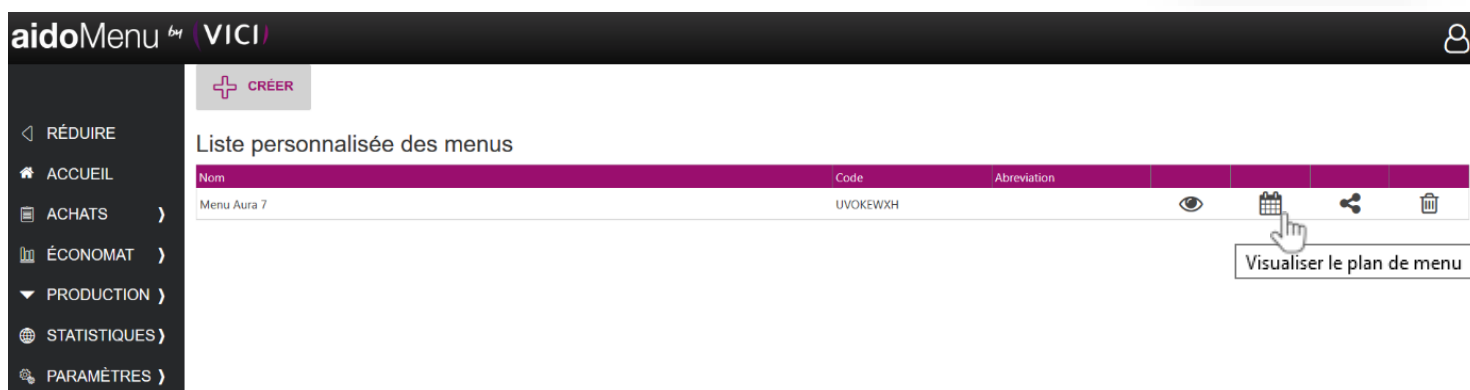 aidoMenu by (VICI)
CRÉER
RÉDUIRE
Liste personnalisée des menus
ACCUEIL
Nom Code Abreviation
Menu Aura 7 UVOKEWXH
ACHATS
ÉCONOMAT
Visualiser le plan de menu
PRODUCTION
STATISTIQUES
PARAMÈTRES